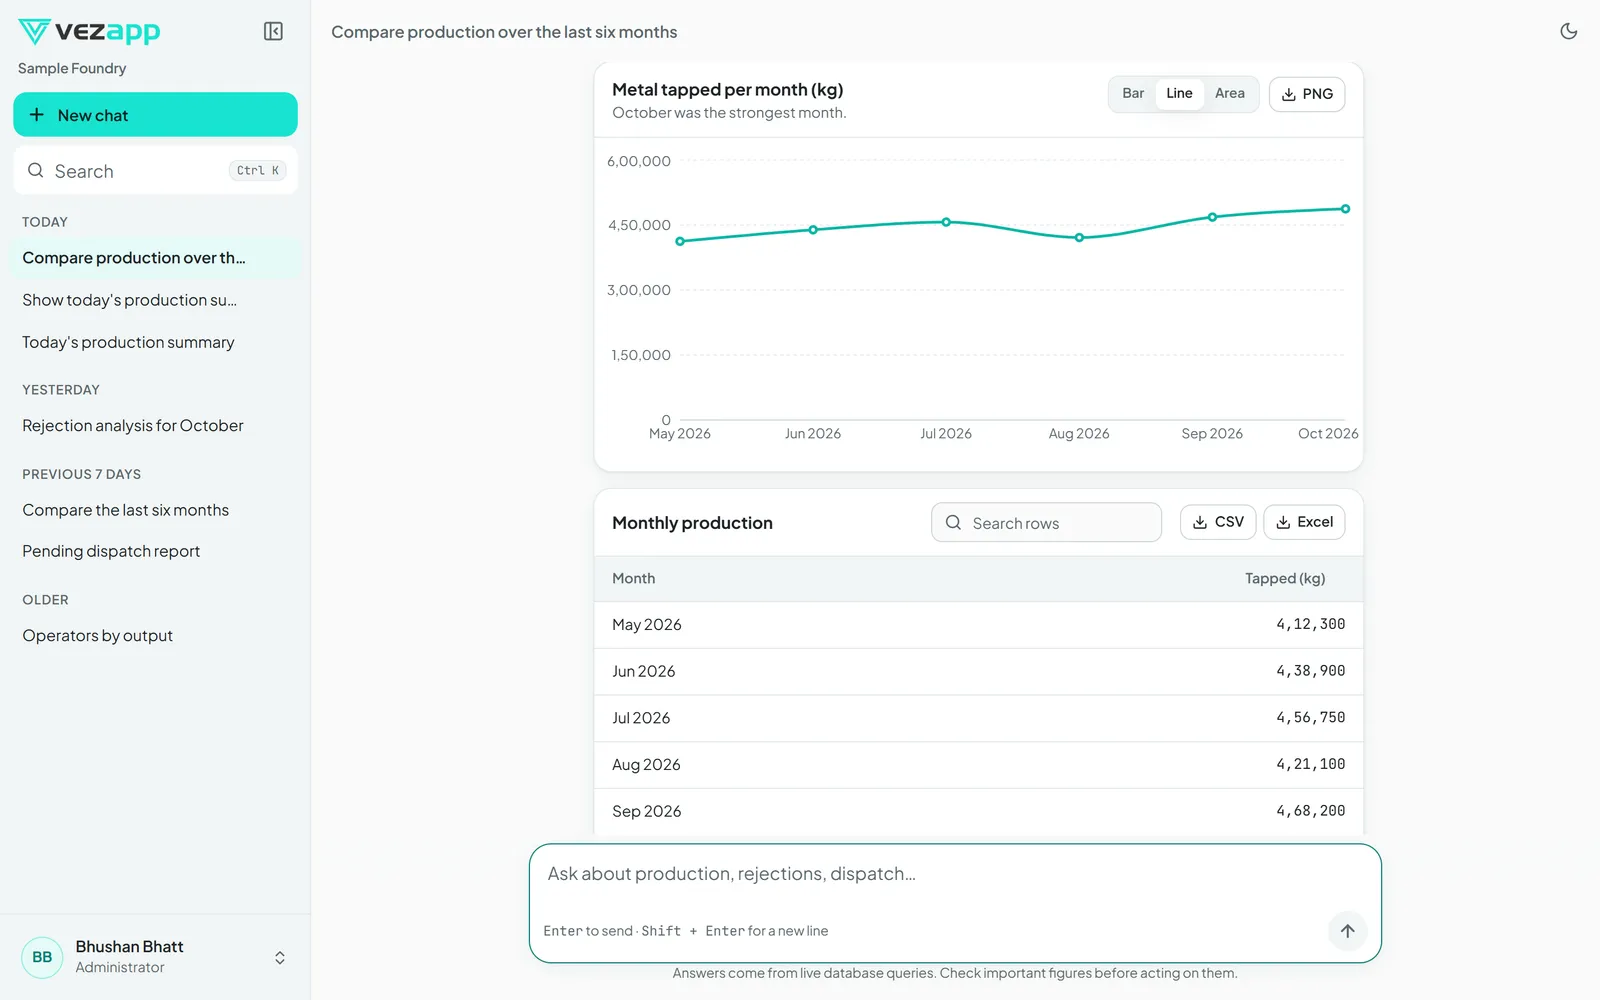 vezapp
Sample Foundry
New chat
Search
Ctrl K
TODAY
Compare production over th...
Show today's production su...
Today's production summary
YESTERDAY
Rejection analysis for October
PREVIOUS 7 DAYS
Compare the last six months
Pending dispatch report
OLDER
Operators by output
BB
Bhushan Bhatt
Administrator
Compare production over the last six months
Metal tapped per month (kg)
October was the strongest month.
Bar Line Area
PNG
6,00,000
4,50,000
3,00,000
1,50,000
0
May 2026 Jun 2026 Jul 2026 Aug 2026 Sep 2026 Oct 2026
Monthly production
Search rows
CSV
Excel
Month Tapped (kg)
May 2026 4,12,300
Jun 2026 4,38,900
Jul 2026 4,56,750
Aug 2026 4,21,100
Sep 2026 4,68,200
Ask about production, rejections, dispatch...
Enter to send · Shift + Enter for a new line
Answers come from live database queries. Check important figures before acting on them.